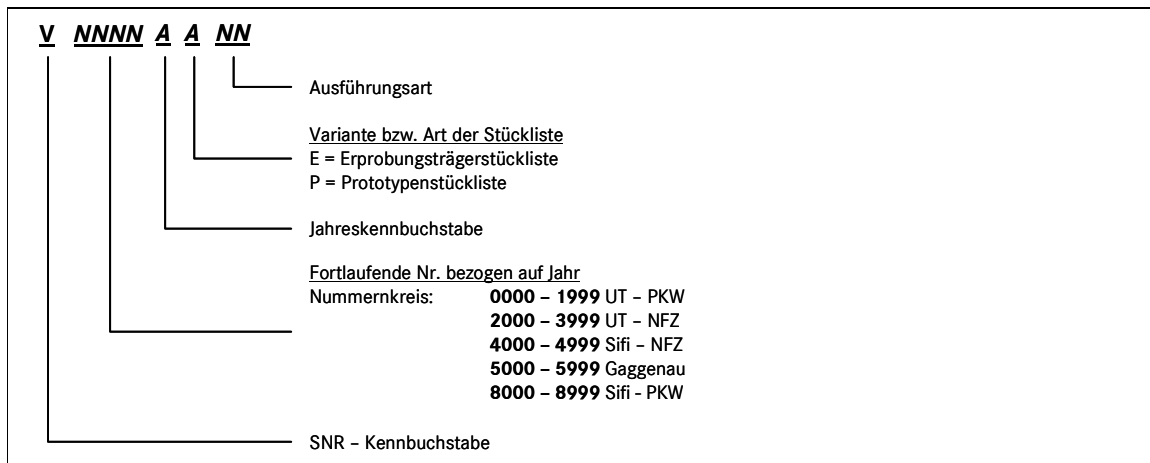 V NNNN A A NN
Ausführungsart
Variante bzw. Art der Stückliste
E = Erprobungsträgerstückliste
P = Prototypenstückliste
Jahreskennbuchstabe
Fortlaufende Nr. bezogen auf Jahr
Nummernkreis: 0000 – 1999 UT – PKW
2000 – 3999 UT – NFZ
4000 – 4999 Sifi – NFZ
5000 – 5999 Gaggenau
8000 – 8999 Sifi - PKW
SNR – Kennbuchstabe